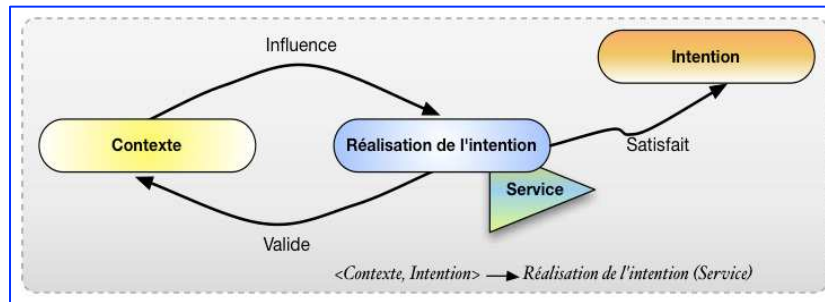 Influence
Intention
Contexte
Réalisation de l'intention
Satisfait
Service
Valide
<Contexte, Intention> Réalisation de l'intention (Service)